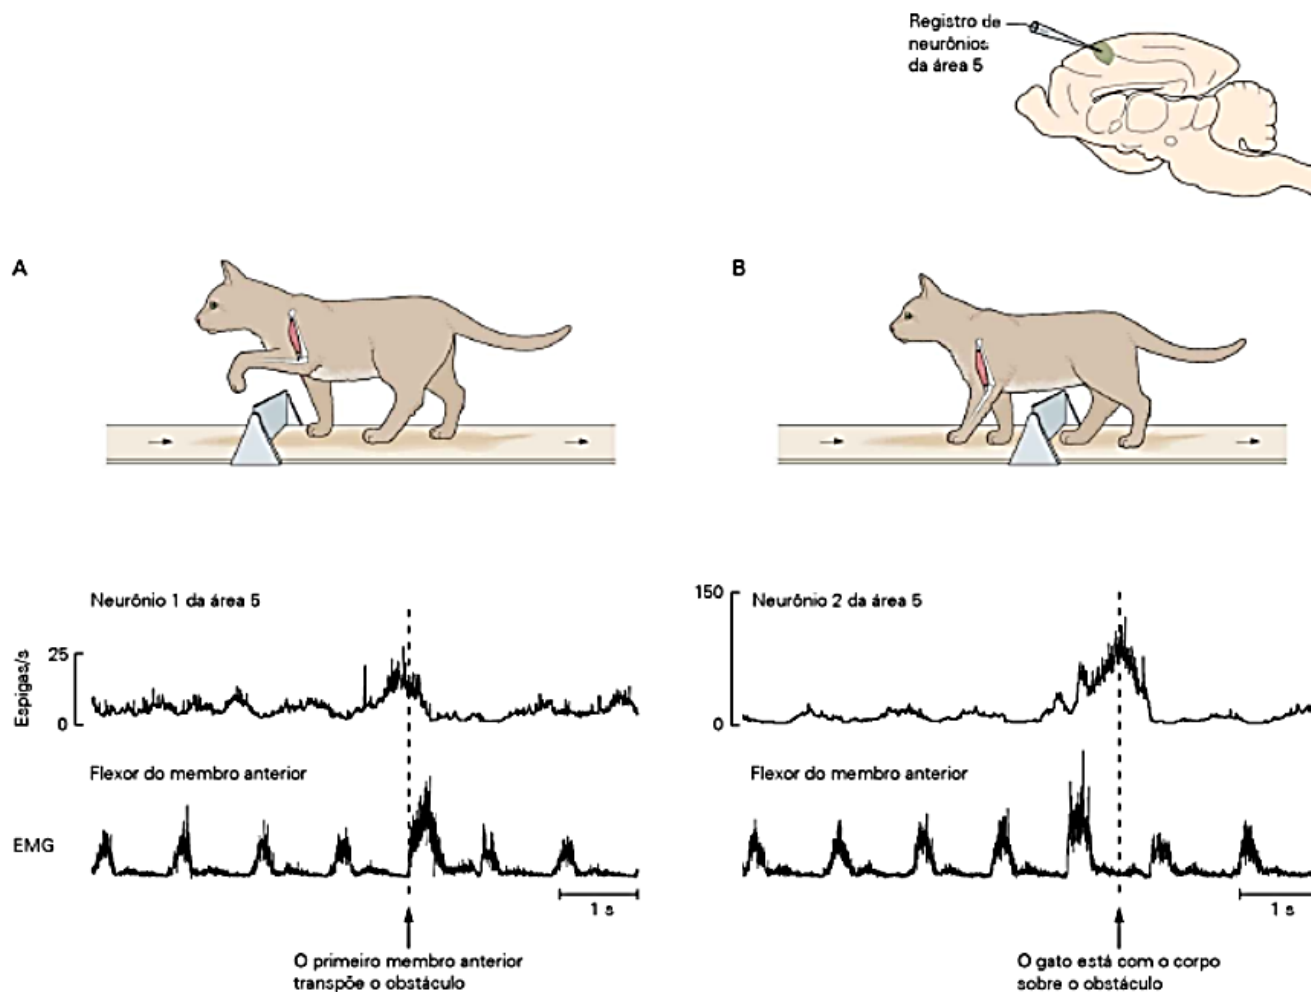 Registro de
neurônios
da área 5
A
B
Neurônio 1 da área 5
Espigas/s
25
0
Flexor do membro anterior
EMG
1 s
O primeiro membro anterior
transpõe o obstáculo
150
Neurônio 2 da área 5
0
Flexor do membro anterior
1 s
O gato está com o corpo
sobre o obstáculo